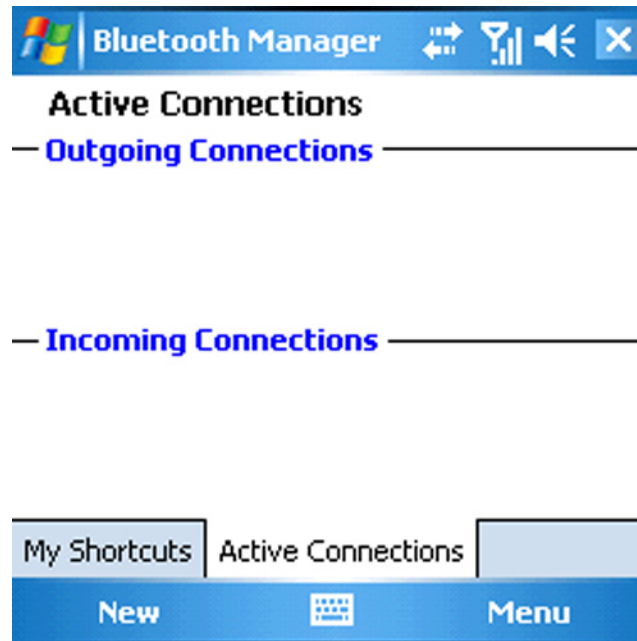 Bluetooth Manager
Active Connections
Outgoing Connections
Incoming Connections
My Shortcuts Active Connections
New Menu